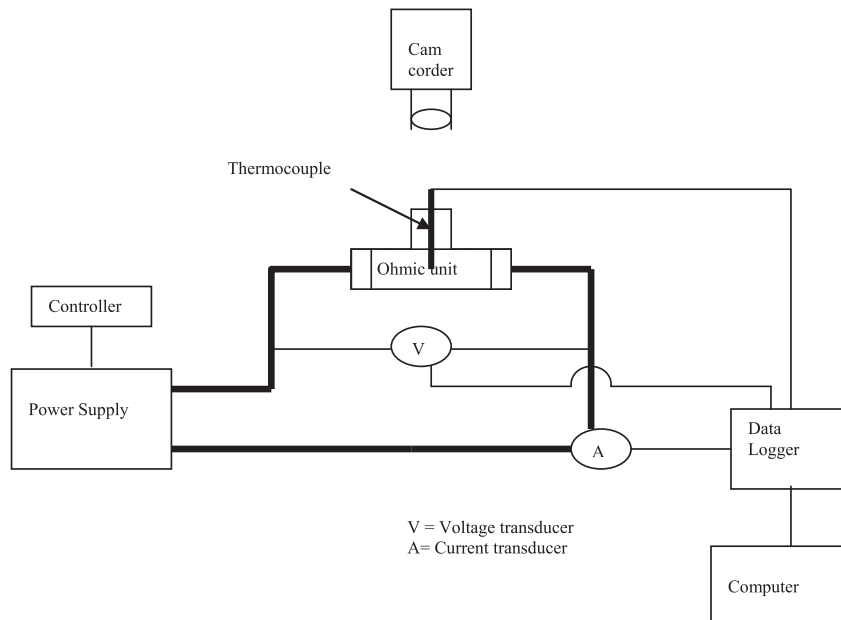 Cam
corder
Thermocouple
Ohmic unit
Controller
V
Power Supply
Data
Logger
A
V = Voltage transducer
A= Current transducer
Computer